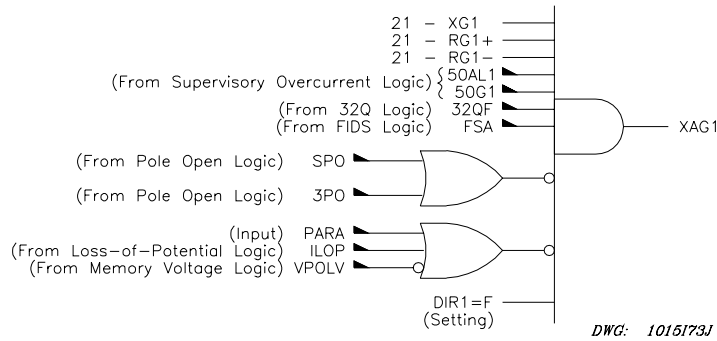 21 - XG1
21 - RG1+
21 - RG1-
(From Supervisory Overcurrent Logic) { 50AL1
50G1
(From 32Q Logic) 32QF
(From FIDS Logic) FSA
XAG1
(From Pole Open Logic) SPO
(From Pole Open Logic) 3PO
(Input) PARA
(From Loss-of-Potential Logic) ILOP
(From Memory Voltage Logic) VPOLV
DIR1=F
(Setting)
DWG: 1015I73J